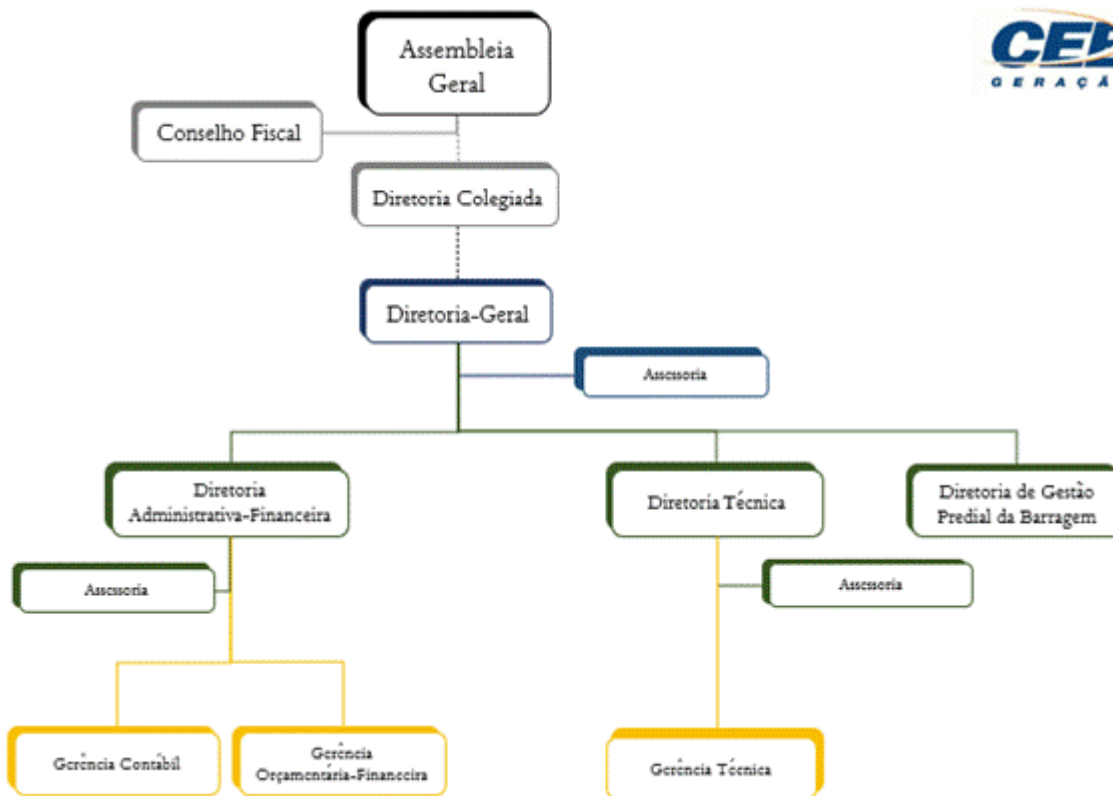 Assembleia
Geral
CEB
GERAÇÃ
Conselho Fiscal
Diretoria Colegiada
Diretoria-Geral
Assessoria
Diretoria
Administrativa-Financeira
Diretoria Técnica
Diretoria de Gestão
Predial da Barragem
Assessoria
Assessoria
Gerência Contábil
Gerência
Orçamentária-Financeira
Gerência Técnica